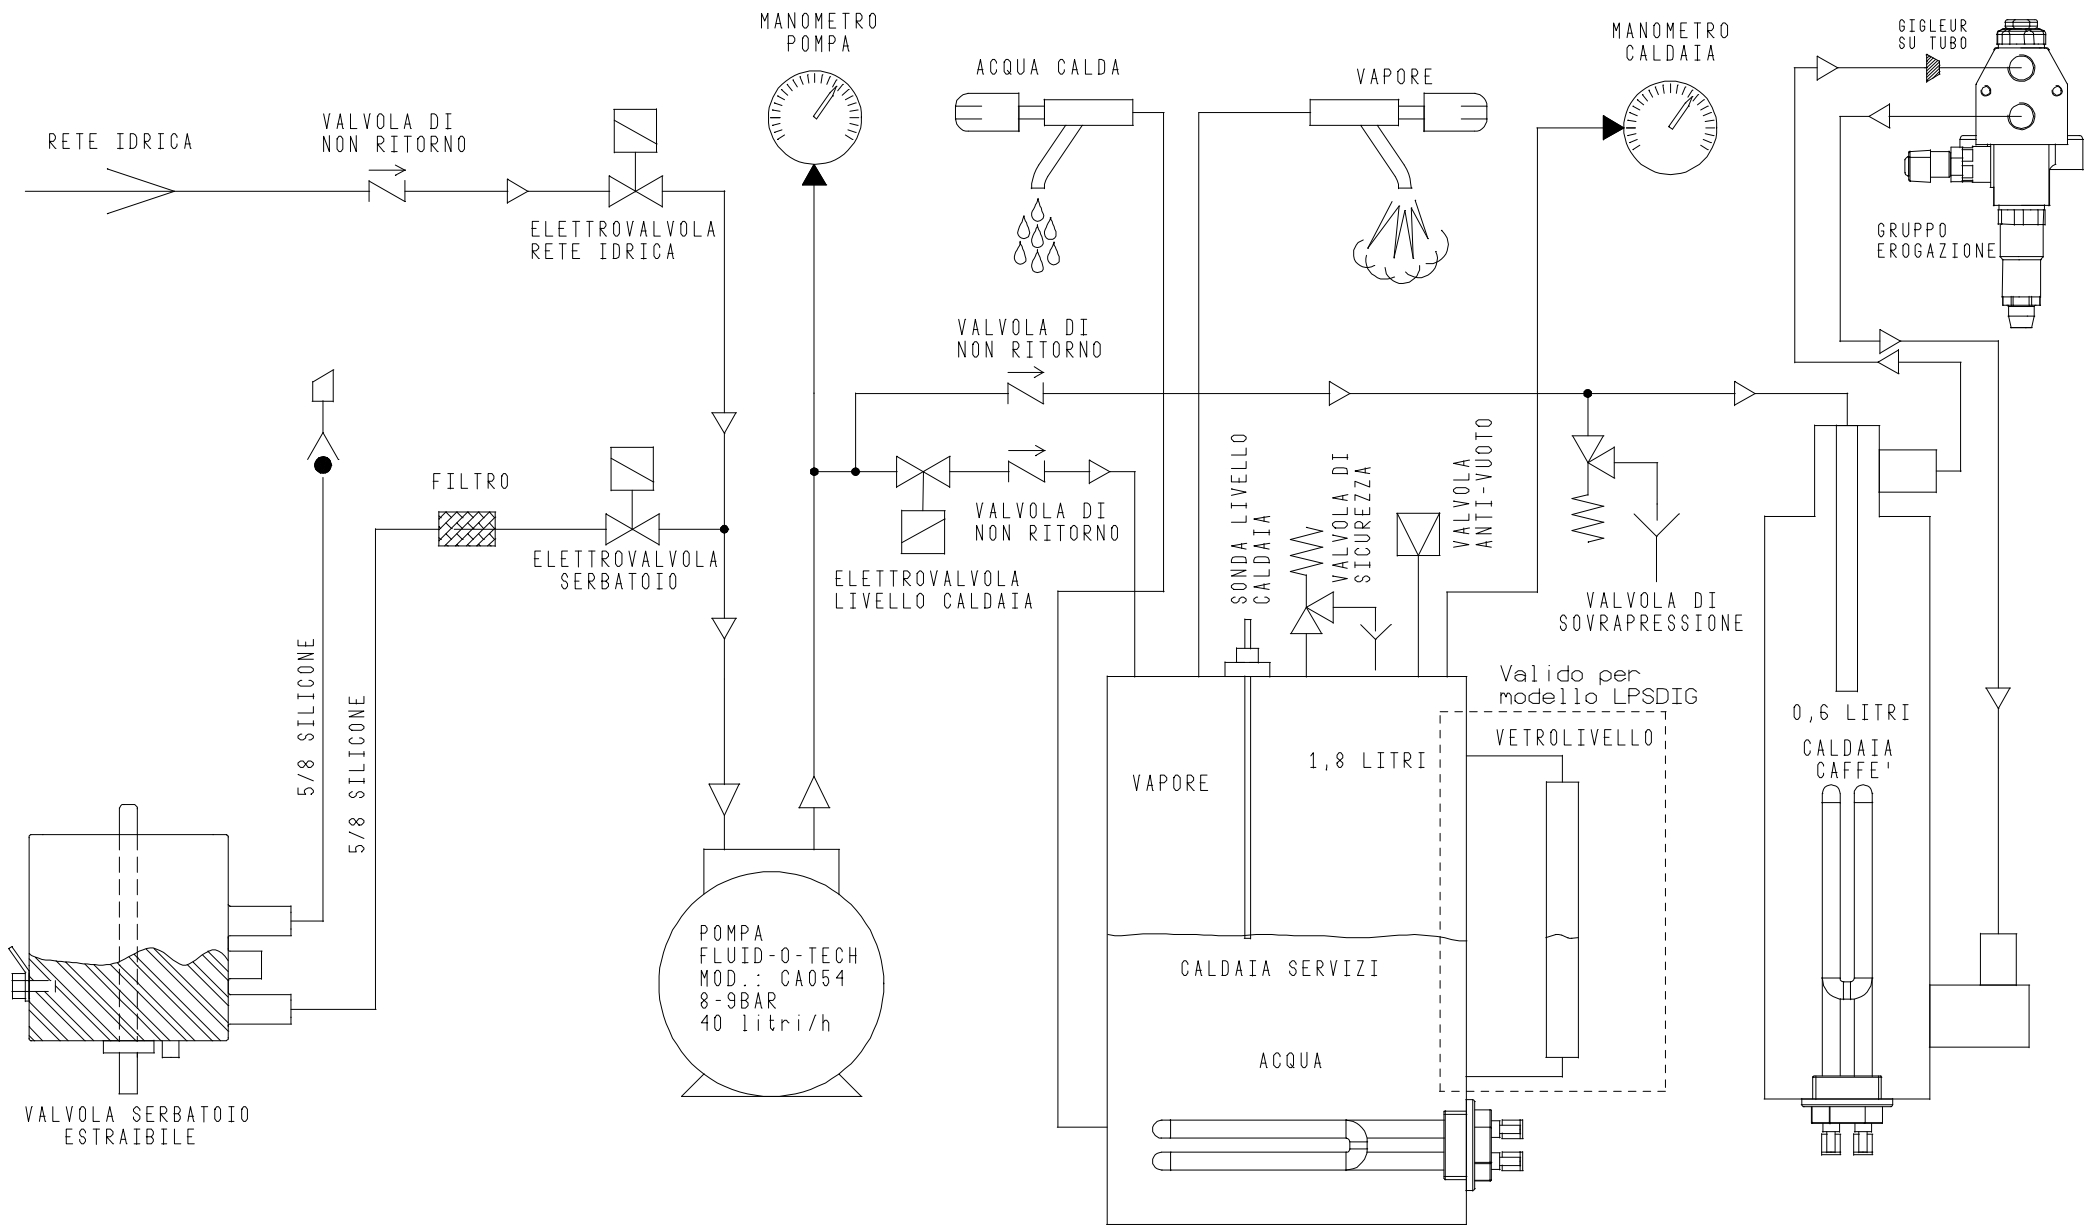 MANOMETRO
POMPA
ACQUA CALDA
VAPORE
MANOMETRO
CALDAIA
GIGLEUR
SU TUBO
RETE IDRICA
VALVOLA DI
NON RITORNO
ELETTROVALVOLA
RETE IDRICA
GRUPPO
EROGAZIONE
VALVOLA DI
NON RITORNO
FILTRO
ELETTROVALVOLA
SERBATOIO
VALVOLA DI
NON RITORNO
ELETTROVALVOLA
LIVELLO CALDAIA
SONDA LIVELLO
CALDAIA
VALVOLA DI
SICUREZZA
VALVOLA
ANTI-VUOTO
VALVOLA DI
SOVRAPRESSIONE
5/8 SILICONE
5/8 SILICONE
Valido per
modello LPSDIG
VETROLIVELLO
1,8 LITRI
VAPORE
0,6 LITRI
CALDAIA
CAFFE'
POMPA
FLUID-O-TECH
MOD.: CA054
8-9BAR
40 litri/h
CALDAIA SERVIZI
ACQUA
VALVOLA SERBATOIO
ESTRAIBILE